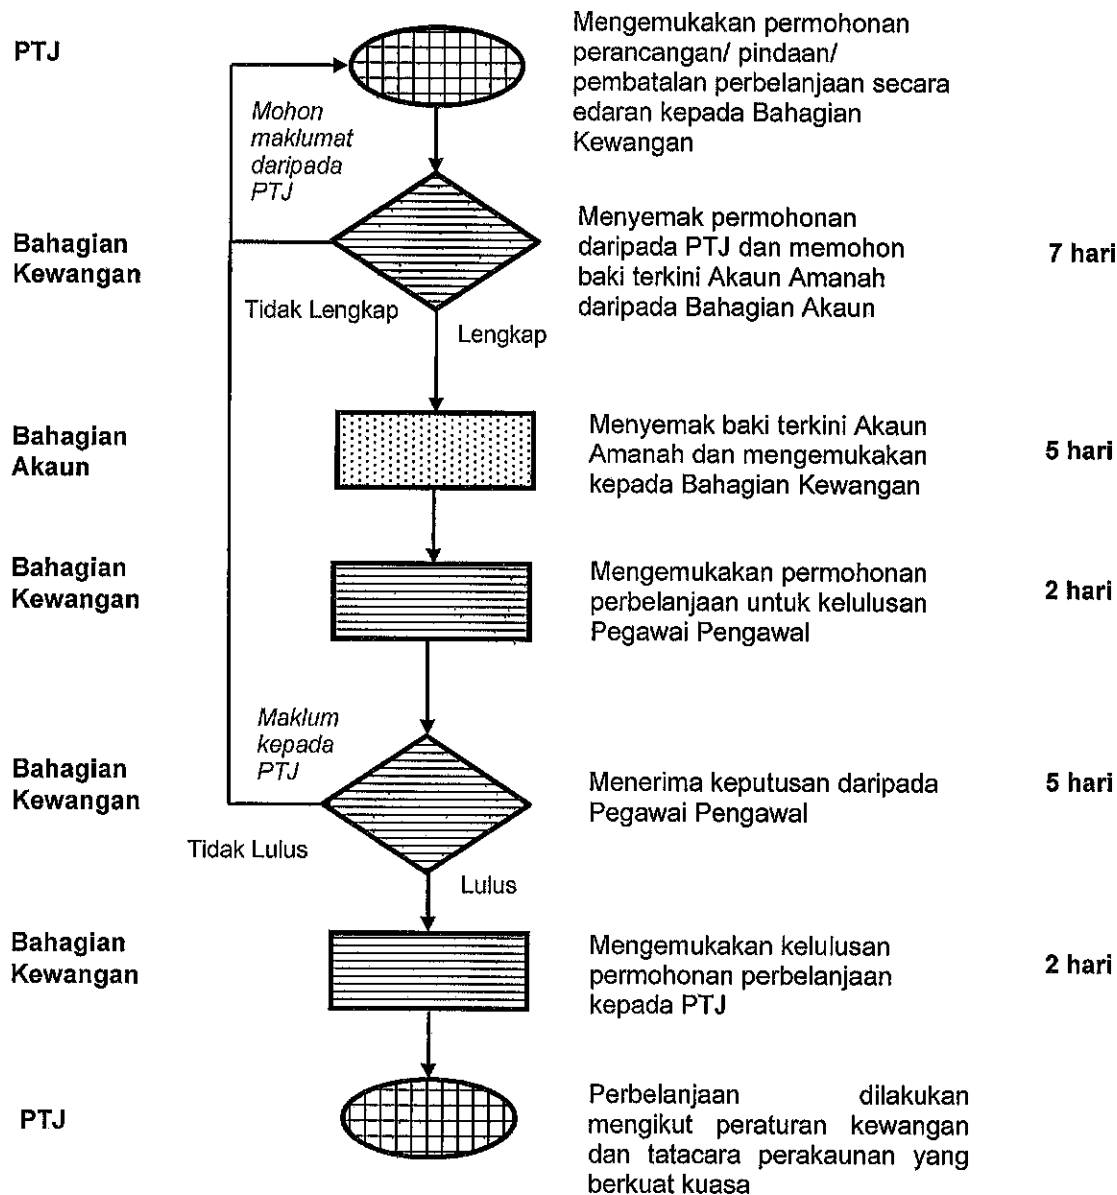 PTJ
Mengemukakan permohonan
perancangan/ pindaan/
pembatalan perbelanjaan secara
edaran kepada Bahagian
Kewangan
Mohon
maklumat
daripada
PTJ
Bahagian
Kewangan
Menyemak permohonan
daripada PTJ dan memohon
baki terkini Akaun Amanah
daripada Bahagian Akaun
7 hari
Tidak Lengkap
Lengkap
Bahagian
Akaun
Menyemak baki terkini Akaun
Amanah dan mengemukakan
kepada Bahagian Kewangan
5 hari
Bahagian
Kewangan
Mengemukakan permohonan
perbelanjaan untuk kelulusan
Pegawai Pengawal
2 hari
Maklum
kepada
PTJ
Bahagian
Kewangan
Menerima keputusan daripada
Pegawai Pengawal
5 hari
Tidak Lulus
Lulus
Bahagian
Kewangan
Mengemukakan kelulusan
permohonan perbelanjaan
kepada PTJ
2 hari
PTJ
Perbelanjaan dilakukan
mengikut peraturan kewangan
dan tatacara perakaunan yang
berkuat kuasa